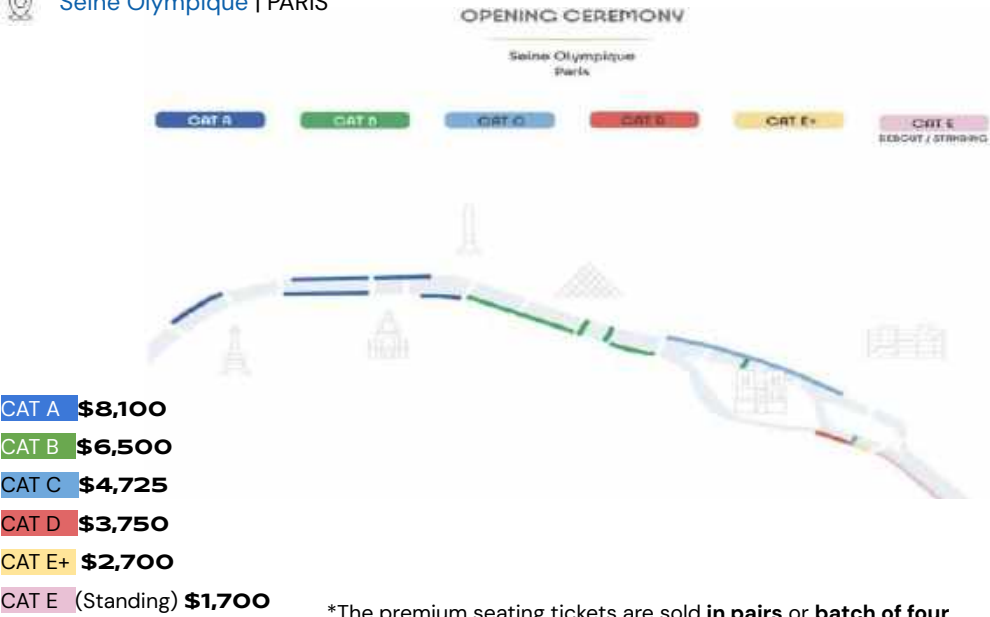 Seine Olympique | PARIS
OPENING CEREMONY
Seine Olympique
Paris
CAT A CAT B CAT C CAT D CAT E+ CAT E
DEBOUT / STANDING
CAT A $8,100
CAT B $6,500
CAT C $4,725
CAT D $3,750
CAT E+ $2,700
CAT E (Standing) $1,700
*The premium seating tickets are sold in pairs or batch of four